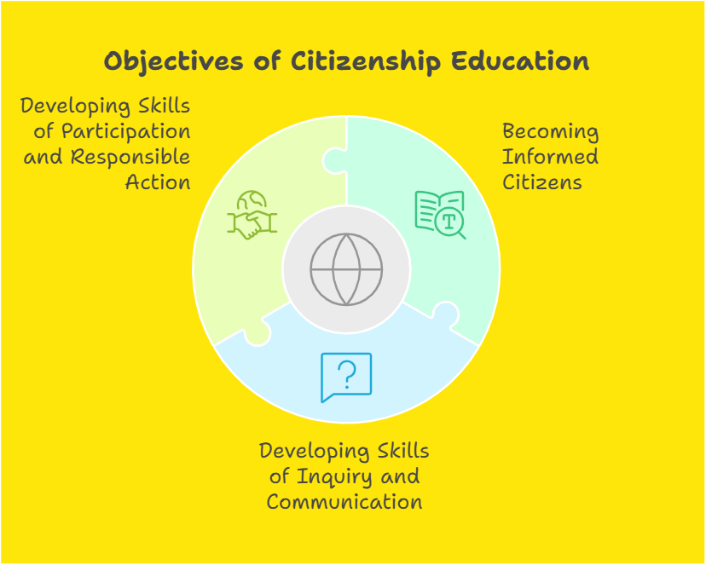 Objectives of Citizenship Education
Developing Skills
of Participation
and Responsible
Action
Becoming
Informed
Citizens
T
?
Developing Skills
of Inquiry and
Communication